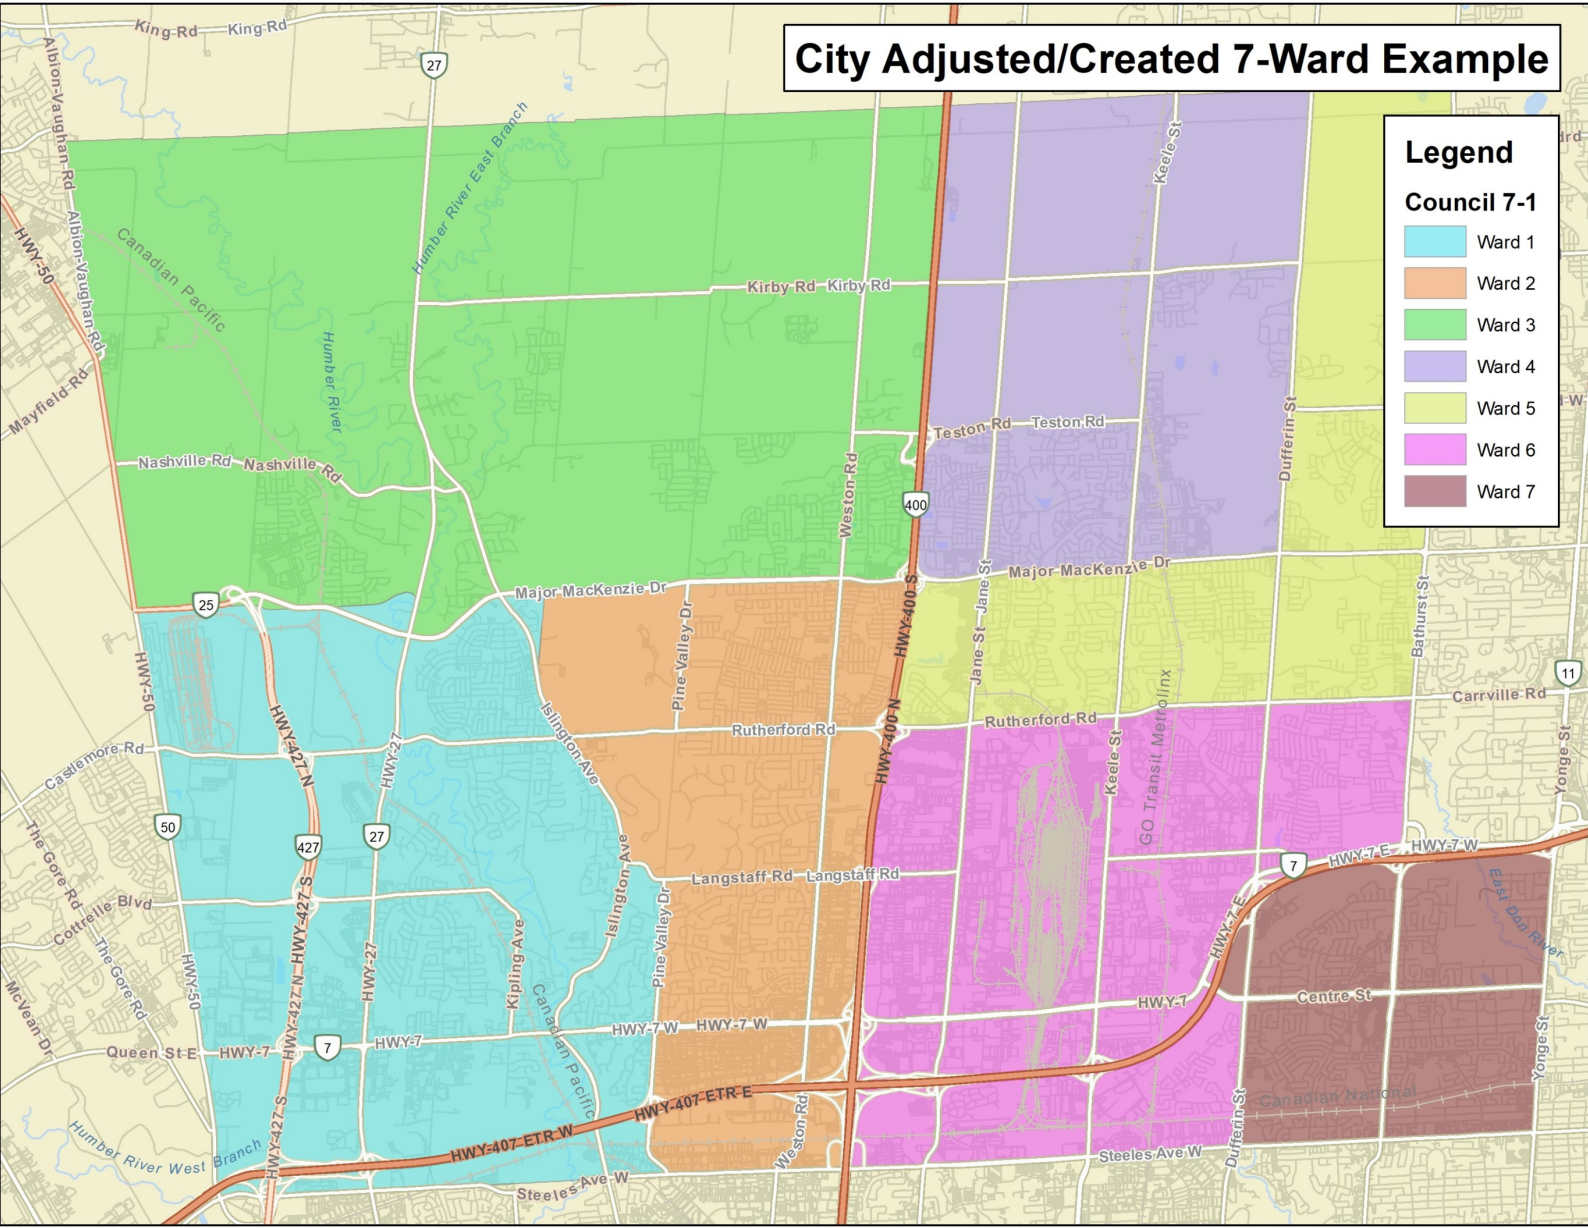 City Adjusted/Created 7-Ward Example
Legend
Council 7-1
Ward 1
Ward 2
Ward 3
Ward 4
Ward 5
Ward 6
Ward 7
King Rd
King Rd
27
Albion-Vaughan Rd
Albion-Vaughan Rd
Albion-Vaughan Rd
Humber River East Branch
Keele St
HWY-50
Canadian Pacific
Kirby Rd
Kirby Rd
Humber River
Mayfield Rd
Teston Rd
Teston Rd
Dufferin St
Nashville Rd
Nashville Rd
Weston Rd
400
Major MacKenzie Dr
Major MacKenzie Dr
25
HWY-400 S
Jane St
Jane St
Bathurst St
Pine Valley Dr
HWY-50
11
Carrville Rd
HWY-427 N
Islington Ave
HWY-400 N
Rutherford Rd
Rutherford Rd
GO Transit Metrolinx
Castlemore Rd
HWY-27
Keele St
Yonge St
50
427
27
The Gore Rd
Islington Ave
Langstaff Rd
Langstaff Rd
7
HWY-7 E
HWY-7 W
Cottrelle Blvd
HWY-427 S
Pine Valley Dr
HWY-7 E
East Don River
The Gore Rd
HWY-50
HWY-427 N
HWY-27
Kipling Ave
Canadian Pacific
HWY-7
Centre St
McVean Dr
Queen St E
HWY-7
7
HWY-7
HWY-7 W
HWY-7 W
Yonge St
HWY-407 ETR E
HWY-407 ETR W
Weston Rd
Canadian National
Dufferin St
HWY-427 S
Humber River West Branch
Steeles Ave W
Steeles Ave W